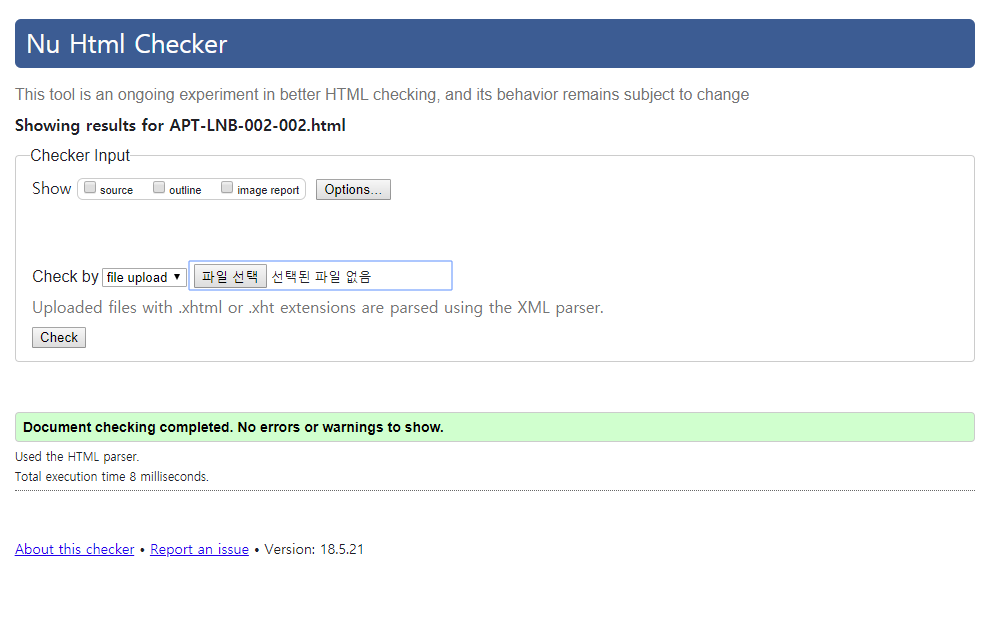 Nu Html Checker
This tool is an ongoing experiment in better HTML checking, and its behavior remains subject to change
Showing results for APT-LNB-002-002.html
Checker Input
Show source outline image report Options...
Check by file upload 파일 선택 선택된 파일 없음
Uploaded files with .xhtml or .xht extensions are parsed using the XML parser.
Check
Document checking completed. No errors or warnings to show.
Used the HTML parser.
Total execution time 8 milliseconds.
About this checker • Report an issue • Version: 18.5.21